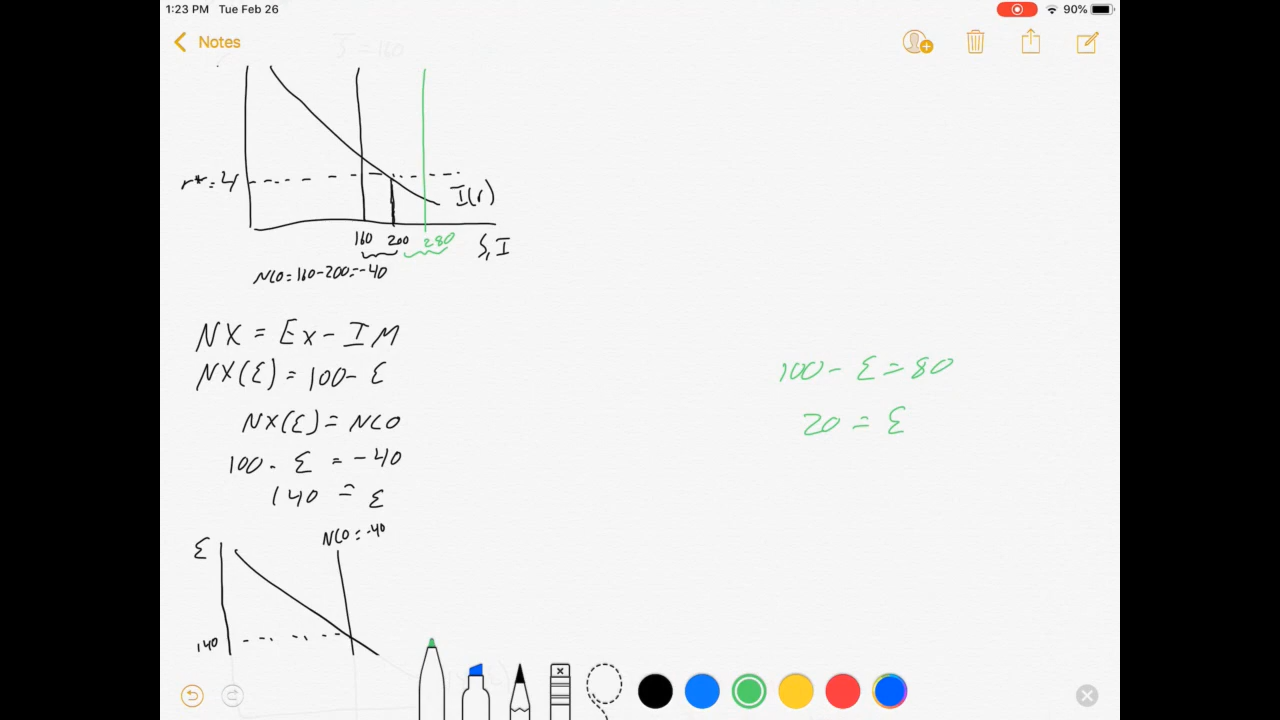 1:23 PM Tue Feb 26
90%
Notes
S = 160
r* = 4
I(r)
160 200 280
S, I
NCO = 160 - 200 = -40
NX = Ex - IM
NX(ε) = 100 - ε
NX(ε) = NCO
100 - ε = -40
140 = ε
100 - ε = 80
20 = ε
NCO = -40
ε
140